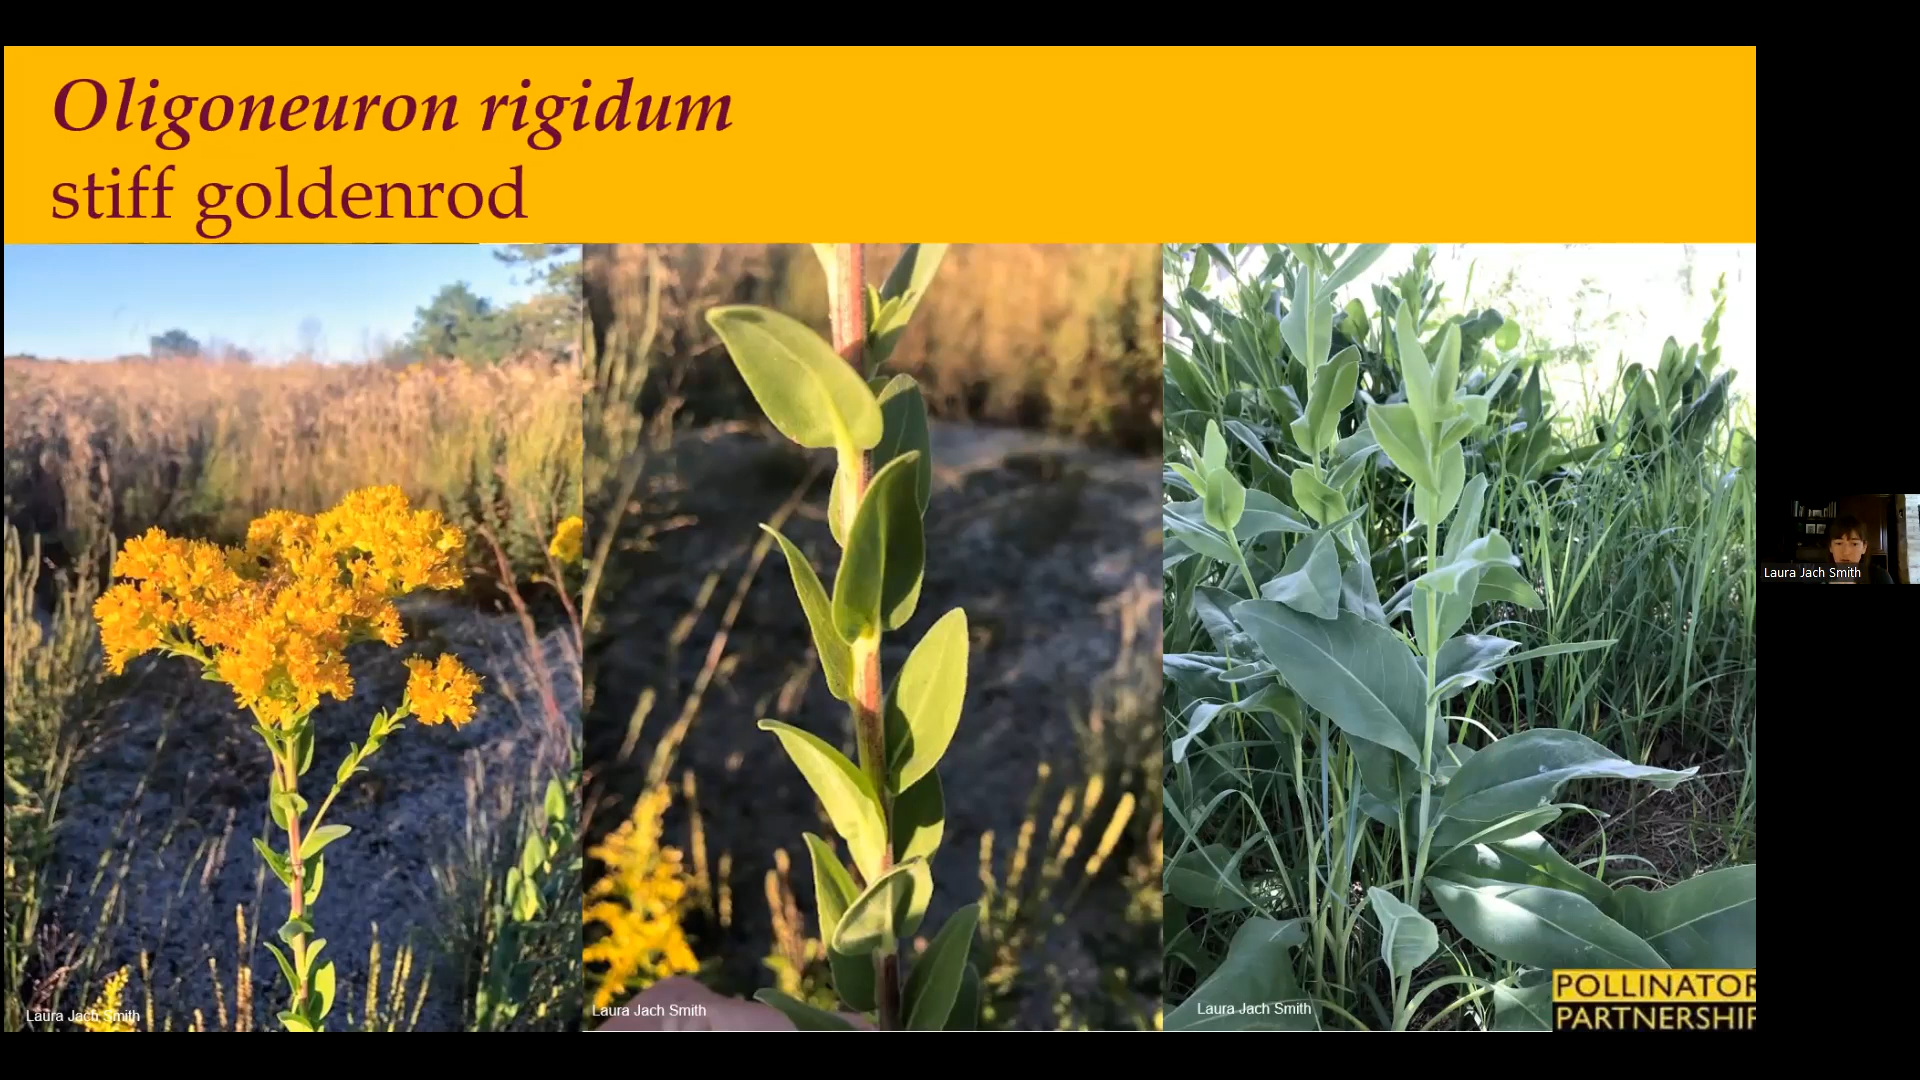 Oligoneuron rigidum
stiff goldenrod
Laura Jach Smith
Laura Jach Smith
Laura Jach Smith
POLLINATOR
PARTNERSHIP
Laura Jach Smith